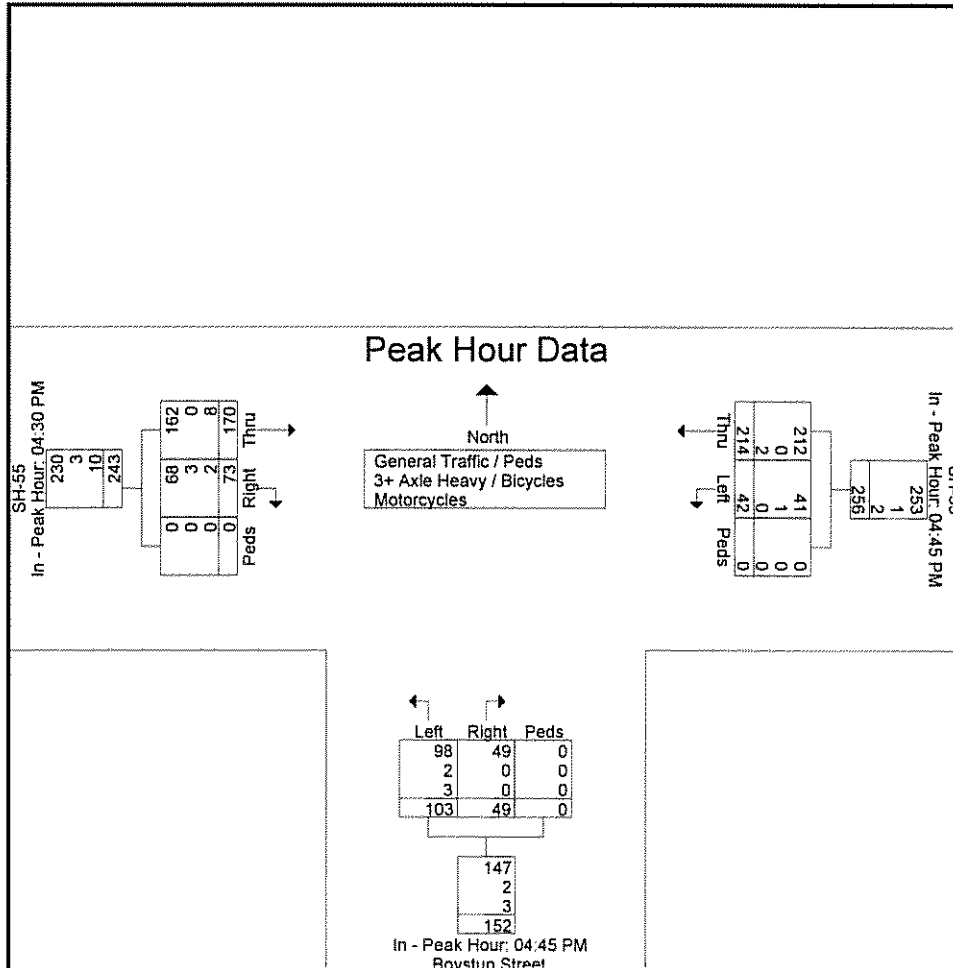 Peak Hour Data
North
General Traffic / Peds
3+ Axle Heavy / Bicycles
Motorcycles
SH-55
In - Peak Hour: 04:30 PM
230
3
10
243
162 68 0
0 3 0
8 2 0
170 73 0
Thru Right Peds
In - Peak Hour: 04:45 PM
253
1
2
256
212 41 0
0 1 0
2 0 0
214 42 0
Thru Left Peds
Left Right Peds
98 49 0
2 0 0
3 0 0
103 49 0
147
2
3
152
In - Peak Hour: 04:45 PM
Boystun Street